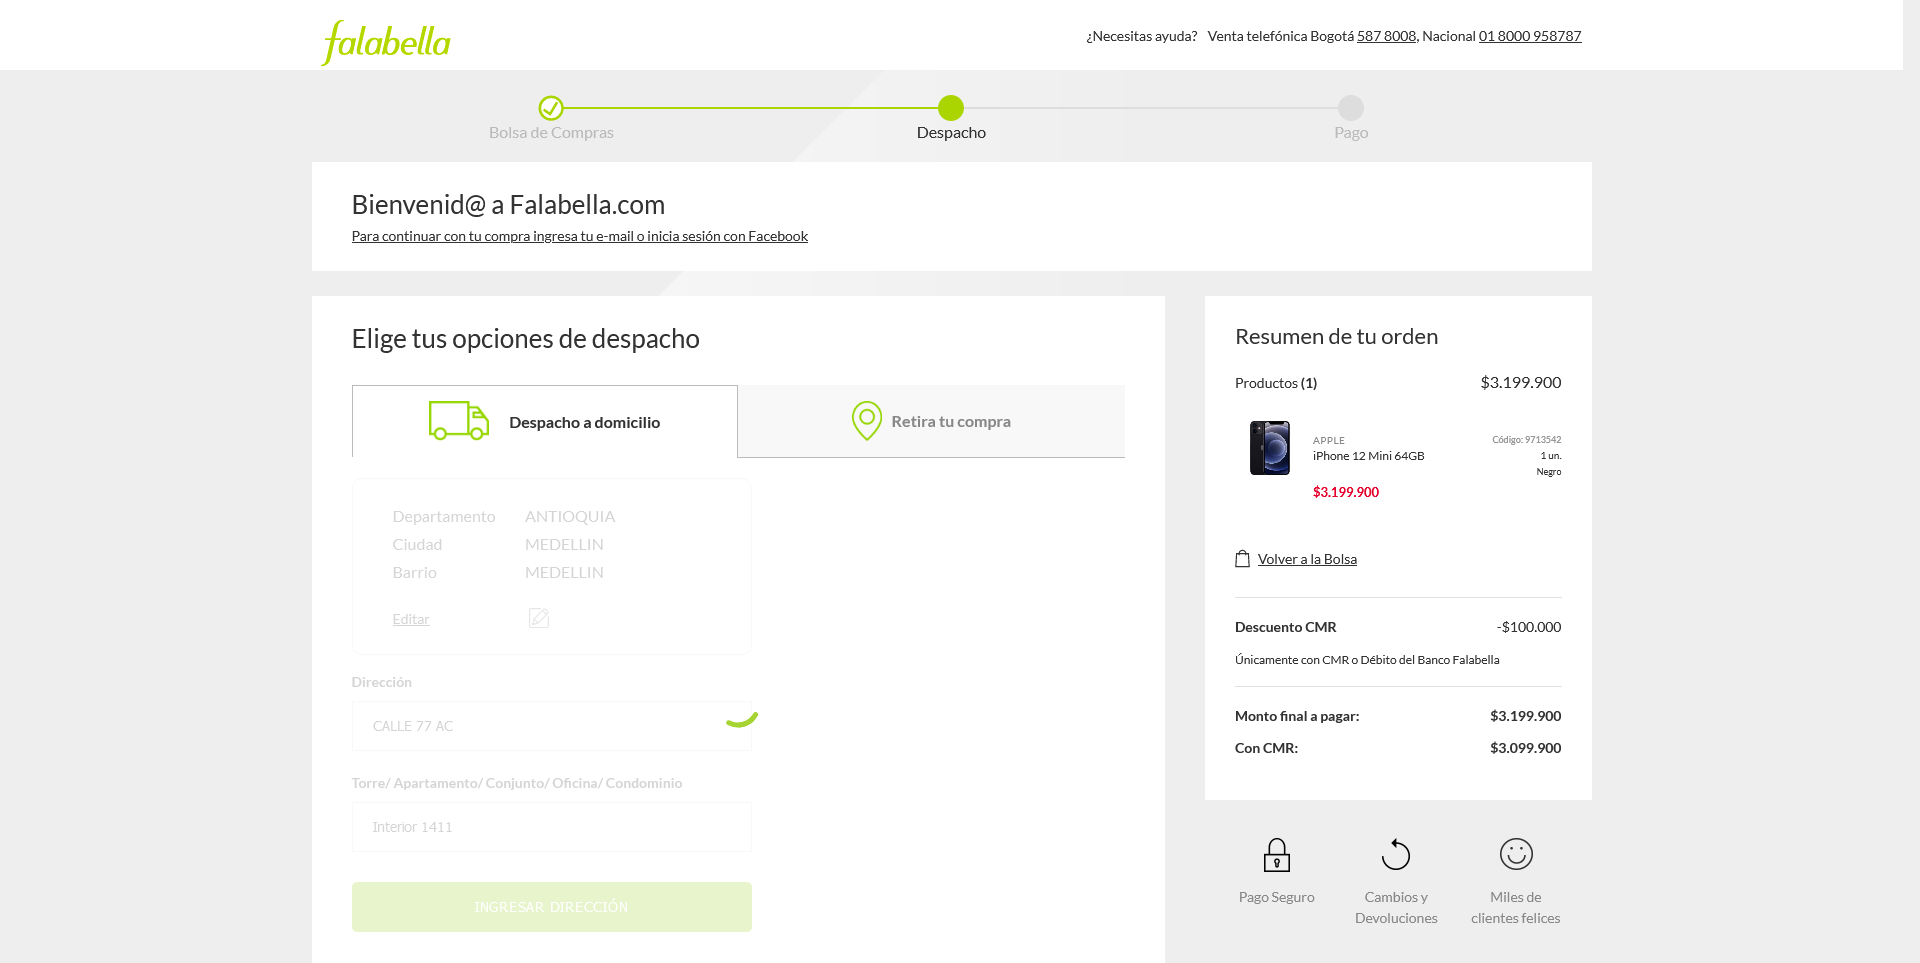 falabella
¿Necesitas ayuda? Venta telefónica Bogotá 587 8008, Nacional 01 8000 958787
Bolsa de Compras
Despacho
Pago
Bienvenid@ a Falabella.com
Para continuar con tu compra ingresa tu e-mail o inicia sesión con Facebook
Elige tus opciones de despacho
Despacho a domicilio
Retira tu compra
Departamento ANTIOQUIA
Ciudad MEDELLIN
Barrio MEDELLIN
Editar
Dirección
CALLE 77 AC
Torre/ Apartamento/ Conjunto/ Oficina/ Condominio
Interior 1411
INGRESAR DIRECCIÓN
Resumen de tu orden
Productos (1) $3.199.900
APPLE Código: 9713542
iPhone 12 Mini 64GB 1 un.
Negro
$3.199.900
Volver a la Bolsa
Descuento CMR -$100.000
Únicamente con CMR o Débito del Banco Falabella
Monto final a pagar: $3.199.900
Con CMR: $3.099.900
Pago Seguro
Cambios y
Devoluciones
Miles de
clientes felices